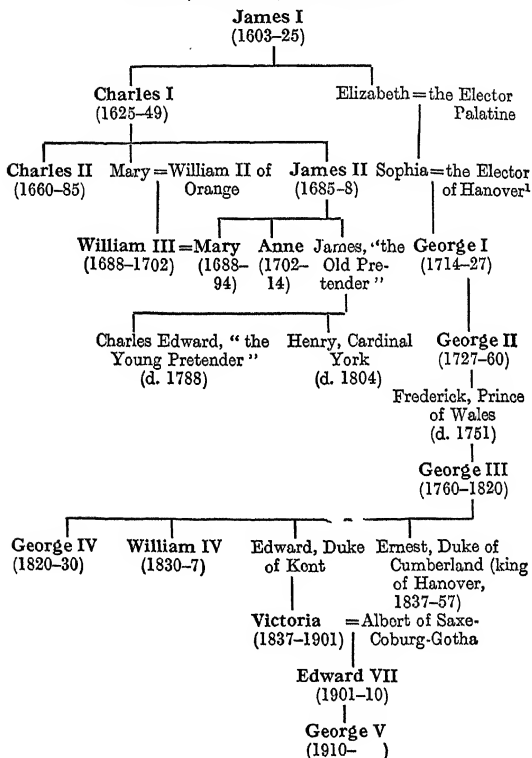 James I
(1603–25)
Charles I
(1625–49)
Elizabeth = the Elector
Palatine
Charles II
(1660–85)
Mary = William II of
Orange
James II
(1685–8)
Sophia = the Elector
of Hanover¹
William III = Mary
(1688–1702) (1688–
94)
Anne
(1702–
14)
James, "the
Old Pre-
tender"
George I
(1714–27)
Charles Edward, "the
Young Pretender"
(d. 1788)
Henry, Cardinal
York
(d. 1804)
George II
(1727–60)
Frederick, Prince
of Wales
(d. 1751)
George III
(1760–1820)
George IV
(1820–30)
William IV
(1830–7)
Edward, Duke
of Kent
Ernest, Duke of
Cumberland (king
of Hanover,
1837–57)
Victoria = Albert of Saxe-
(1837–1901) Coburg-Gotha
Edward VII
(1901–10)
George V
(1910– )